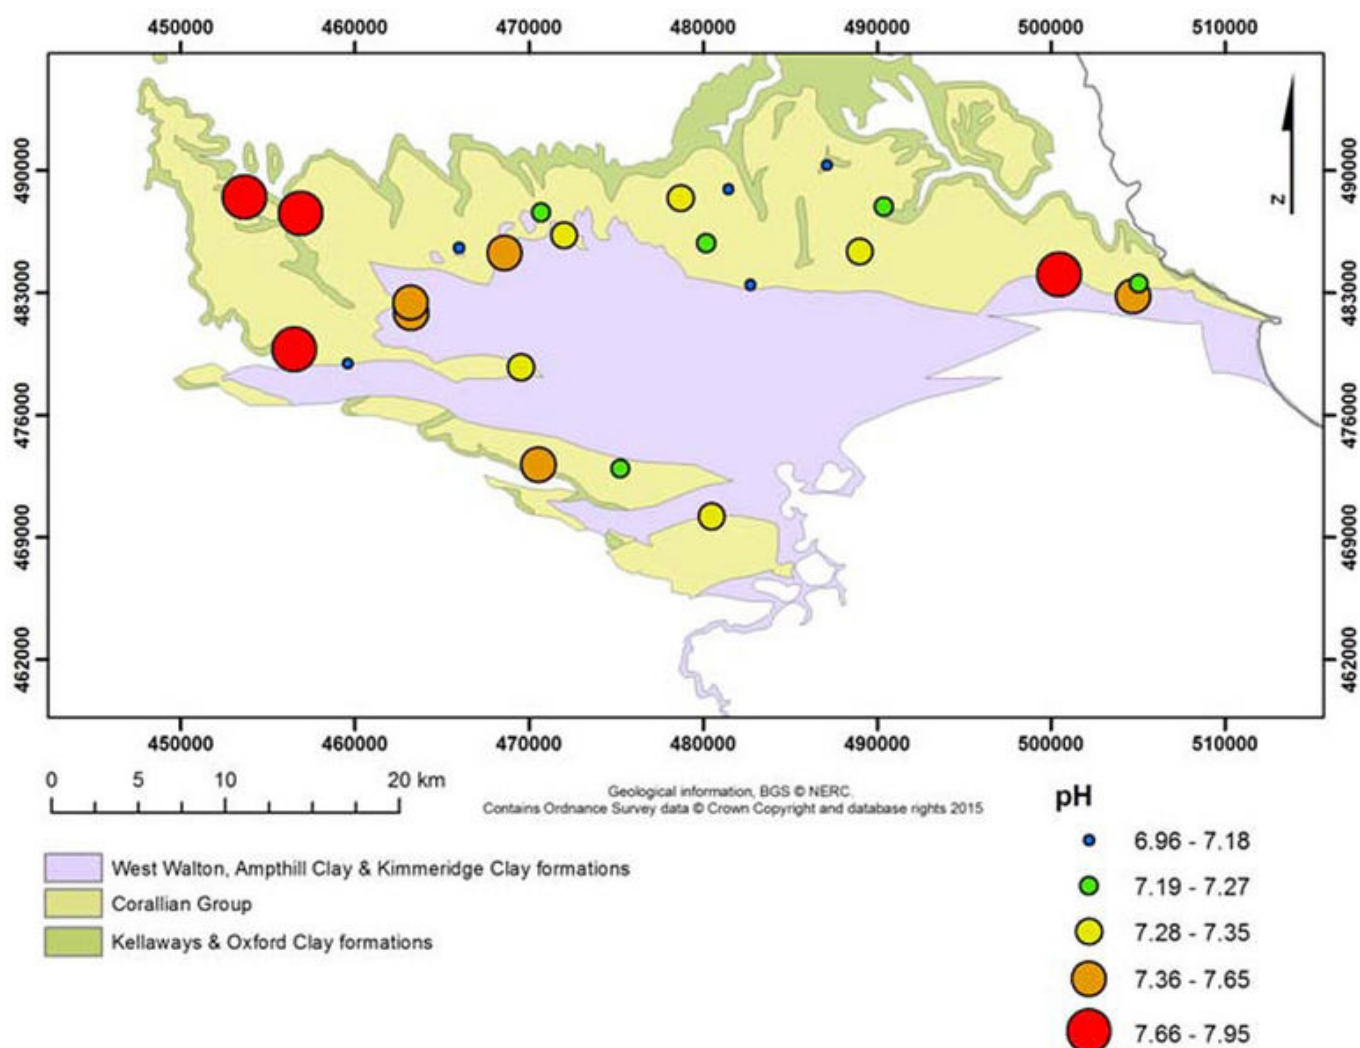 450000 460000 470000 480000 490000 500000 510000
490000 490000
N
483000 483000
476000 476000
469000 469000
462000 462000
450000 460000 470000 480000 490000 500000 510000
0 5 10 20 km
Geological information, BGS © NERC.
Contains Ordnance Survey data © Crown Copyright and database rights 2015
West Walton, Ampthill Clay & Kimmeridge Clay formations
Corallian Group
Kellaways & Oxford Clay formations
pH
6.96 - 7.18
7.19 - 7.27
7.28 - 7.35
7.36 - 7.65
7.66 - 7.95